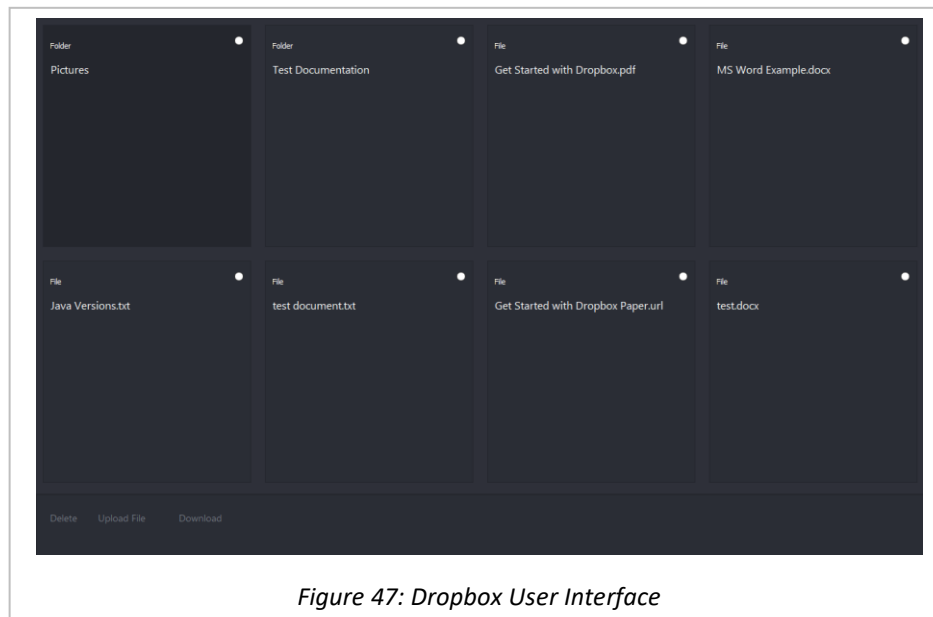 Folder
Pictures
Folder
Test Documentation
File
Get Started with Dropbox.pdf
File
MS Word Example.docx
File
Java Versions.txt
File
test document.txt
File
Get Started with Dropbox Paper.url
File
test.docx
Delete Upload File Download
Figure 47: Dropbox User Interface